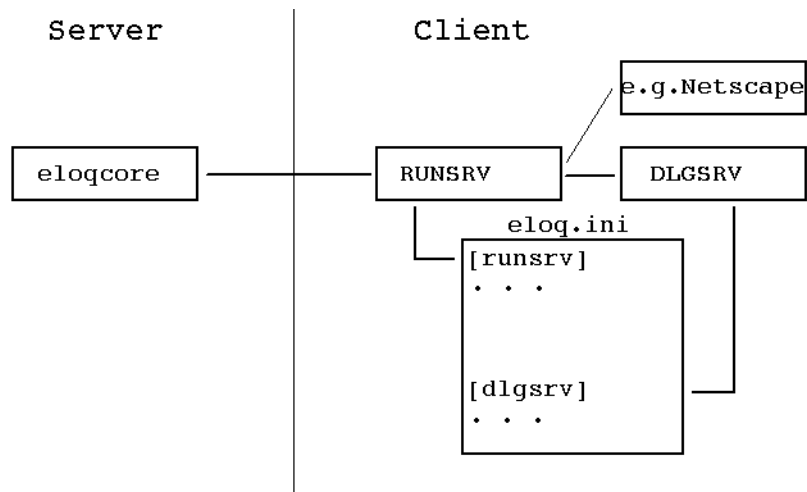 Server
Client
e.g.Netscape
eloqcore
RUNSRV
DLGSRV
eloq.ini
[runsrv]
. . .
[dlgsrv]
. . .